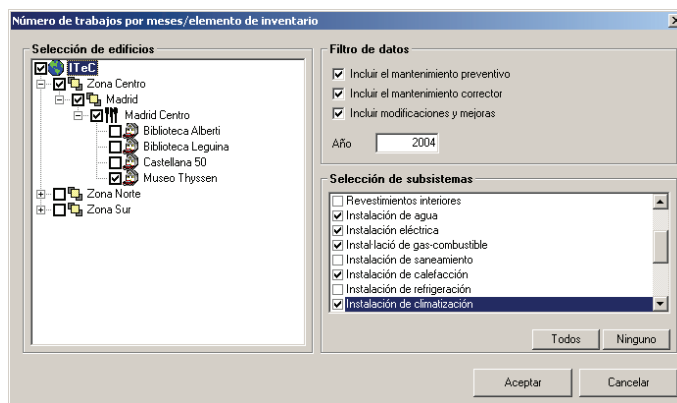 Número de trabajos por meses/elemento de inventario
Selección de edificios
ITeC
Zona Centro
Madrid
Madrid Centro
Biblioteca Alberti
Biblioteca Leguina
Castellana 50
Museo Thyssen
Zona Norte
Zona Sur
Filtro de datos
Incluir el mantenimiento preventivo
Incluir el mantenimiento corrector
Incluir modificaciones y mejoras
Año 2004
Selección de subsistemas
Revestimientos interiores
Instalación de agua
Instalación eléctrica
Instal·lació de gas-combustible
Instalación de saneamiento
Instalación de calefacción
Instalación de refrigeración
Instalación de climatización
Todos Ninguno
Aceptar Cancelar